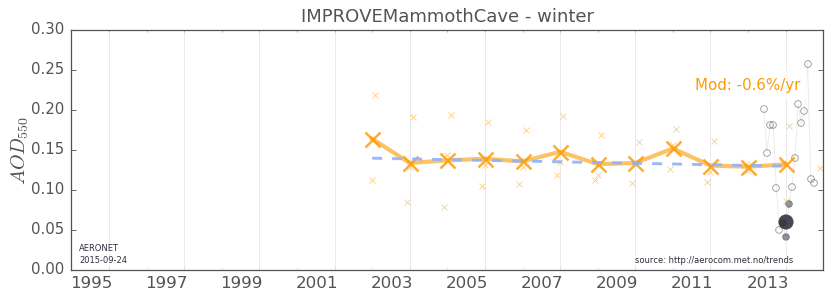 IMPROVEMammothCave - winter
0.30
0.25
0.20
0.15
0.10
0.05
0.00
AOD550
Mod: -0.6%/yr
AERONET
2015-09-24
source: http://aerocom.met.no/trends
1995 1997 1999 2001 2003 2005 2007 2009 2011 2013